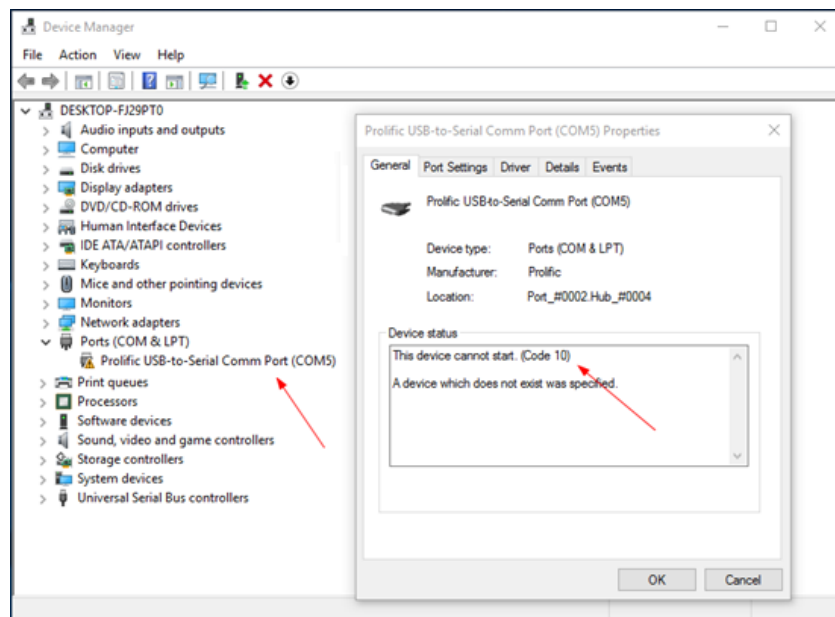 Device Manager
File Action View Help
DESKTOP-FJ29PT0
Audio inputs and outputs
Computer
Disk drives
Display adapters
DVD/CD-ROM drives
Human Interface Devices
IDE ATA/ATAPI controllers
Keyboards
Mice and other pointing devices
Monitors
Network adapters
Ports (COM & LPT)
Prolific USB-to-Serial Comm Port (COM5)
Print queues
Processors
Software devices
Sound, video and game controllers
Storage controllers
System devices
Universal Serial Bus controllers
Prolific USB-to-Serial Comm Port (COM5) Properties
General Port Settings Driver Details Events
Prolific USB-to-Serial Comm Port (COM5)
Device type: Ports (COM & LPT)
Manufacturer: Prolific
Location: Port_#0002.Hub_#0004
Device status
This device cannot start. (Code 10)
A device which does not exist was specified.
OK Cancel